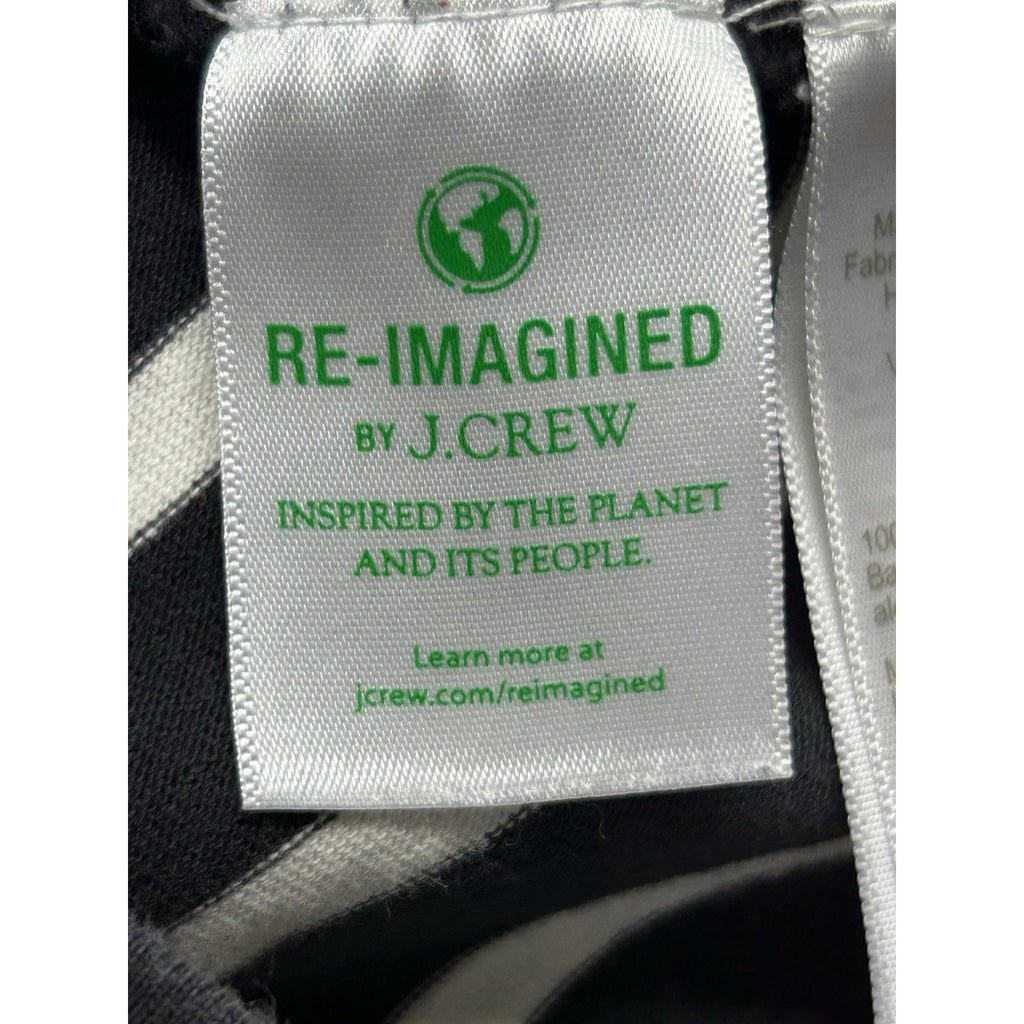 RE-IMAGINED
BY J.CREW
INSPIRED BY THE PLANET
AND ITS PEOPLE.
Learn more at
jcrew.com/reimagined